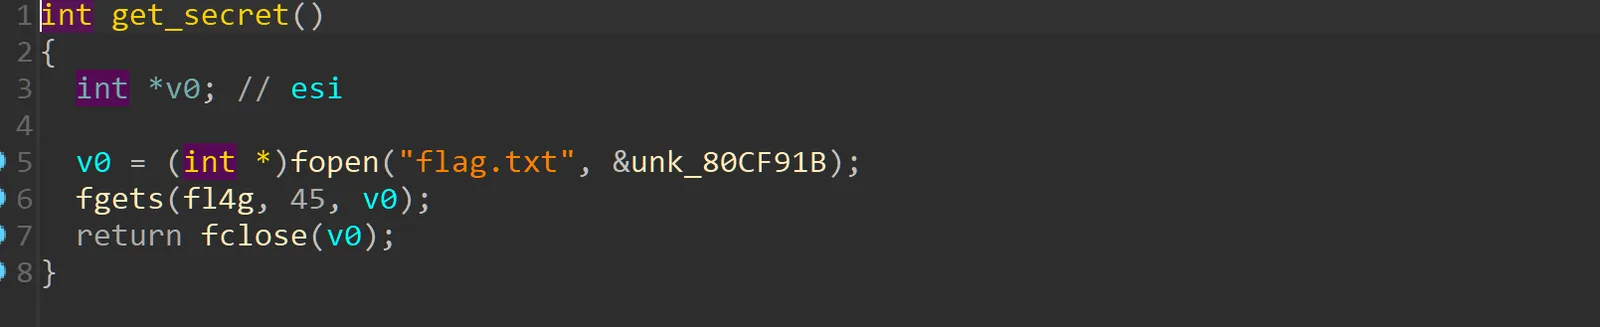 1 int get_secret()
2 {
3   int *v0; // esi
4
5   v0 = (int *)fopen("flag.txt", &unk_80CF91B);
6   fgets(fl4g, 45, v0);
7   return fclose(v0);
8 }